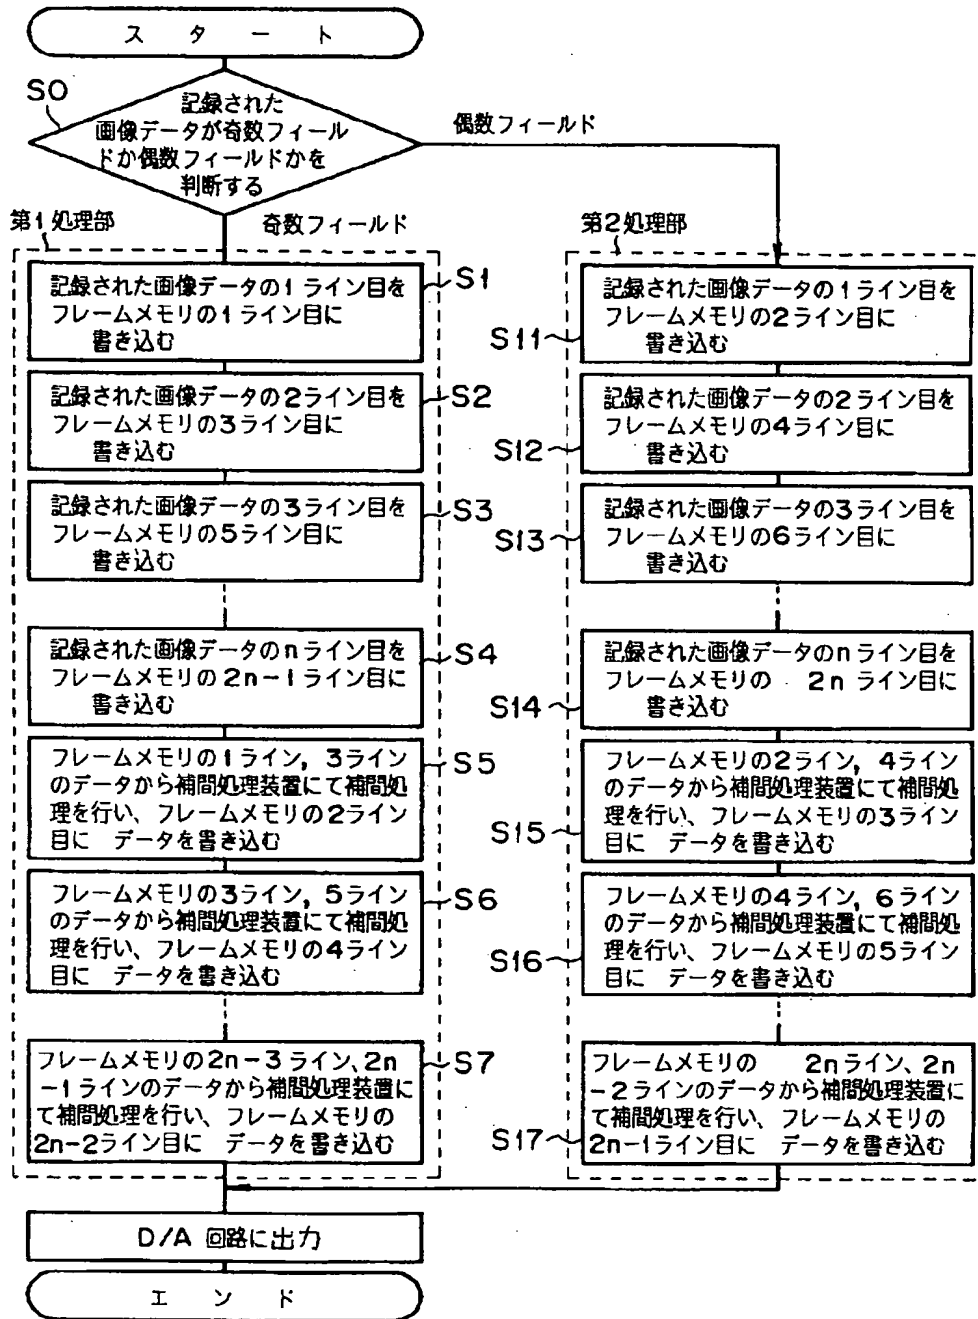 スタート
S0
記録された
画像データが奇数フィール
ドか偶数フィールドかを
判断する
偶数フィールド
奇数フィールド
第1処理部
記録された画像データの1ライン目を
フレームメモリの1ライン目に
書き込む
S1
記録された画像データの2ライン目を
フレームメモリの3ライン目に
書き込む
S2
記録された画像データの3ライン目を
フレームメモリの5ライン目に
書き込む
S3
記録された画像データのnライン目を
フレームメモリの2n-1ライン目に
書き込む
S4
フレームメモリの1ライン,3ライン
のデータから補間処理装置にて補間処
理を行い、フレームメモリの2ライン
目に データを書き込む
S5
フレームメモリの3ライン,5ライン
のデータから補間処理装置にて補間処
理を行い、フレームメモリの4ライン
目に データを書き込む
S6
フレームメモリの2n-3ライン、2n
-1ラインのデータから補間処理装置に
て補間処理を行い、フレームメモリの
2n-2ライン目に データを書き込む
S7
第2処理部
記録された画像データの1ライン目を
フレームメモリの2ライン目に
書き込む
S11
記録された画像データの2ライン目を
フレームメモリの4ライン目に
書き込む
S12
記録された画像データの3ライン目を
フレームメモリの6ライン目に
書き込む
S13
記録された画像データのnライン目を
フレームメモリの 2nライン目に
書き込む
S14
フレームメモリの2ライン,4ライン
のデータから補間処理装置にて補間処
理を行い、フレームメモリの3ライン
目に データを書き込む
S15
フレームメモリの4ライン,6ライン
のデータから補間処理装置にて補間処
理を行い、フレームメモリの5ライン
目に データを書き込む
S16
フレームメモリの 2nライン、2n
-2ラインのデータから補間処理装置に
て補間処理を行い、フレームメモリの
2n-1ライン目に データを書き込む
S17
D/A 回路に出力
エンド